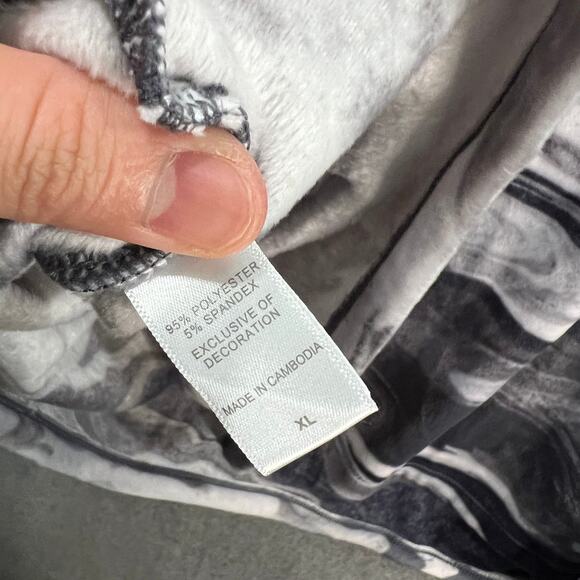 95% POLYESTER
5% SPANDEX
EXCLUSIVE OF
DECORATION
MADE IN CAMBODIA
XL